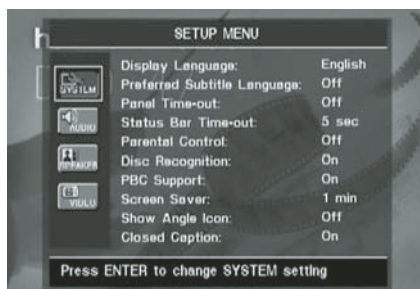 SETUP MENU
Display Language: English
Preferred Subtitle Language: Off
Panel Time-out: Off
Status Bar Time-out: 5 sec
Parental Control: Off
Disc Recognition: On
PBC Support: On
Screen Saver: 1 min
Show Angle Icon: Off
Closed Caption: On
SYSTEM
AUDIO
SPEAKER
VIDEO
Press ENTER to change SYSTEM setting